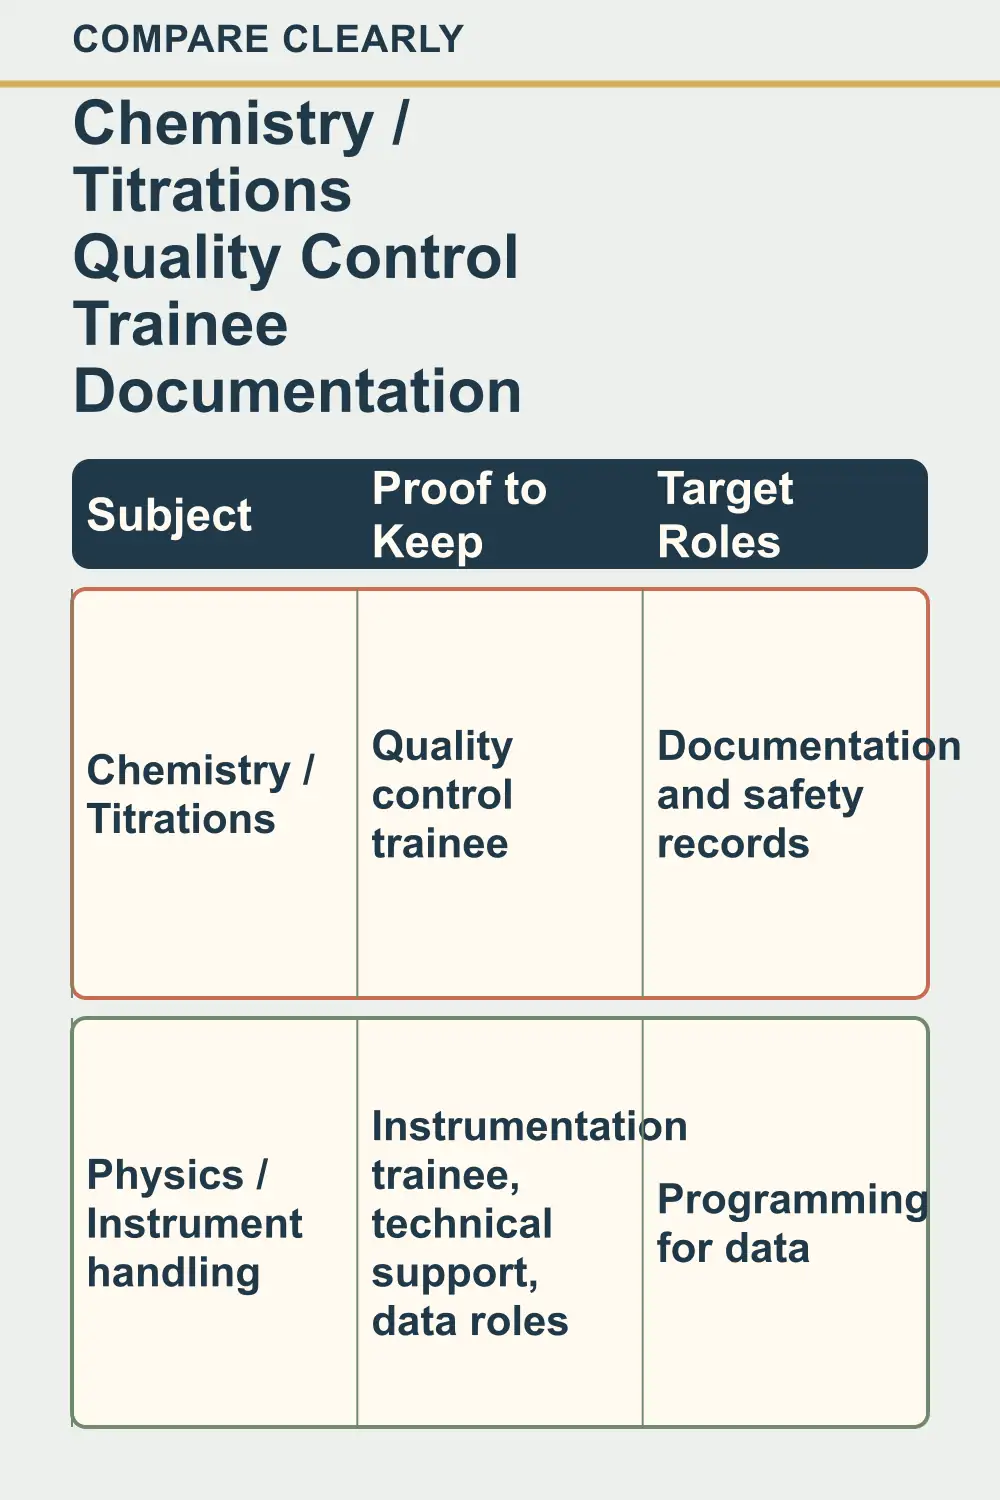 COMPARE CLEARLY
Chemistry /
Titrations
Quality Control
Trainee
Documentation
Subject
Proof to
Keep
Target
Roles
Chemistry /
Titrations
Quality
control
trainee
Documentation
and safety
records
Physics /
Instrument
handling
Instrumentation
trainee,
technical
support,
data roles
Programming
for data